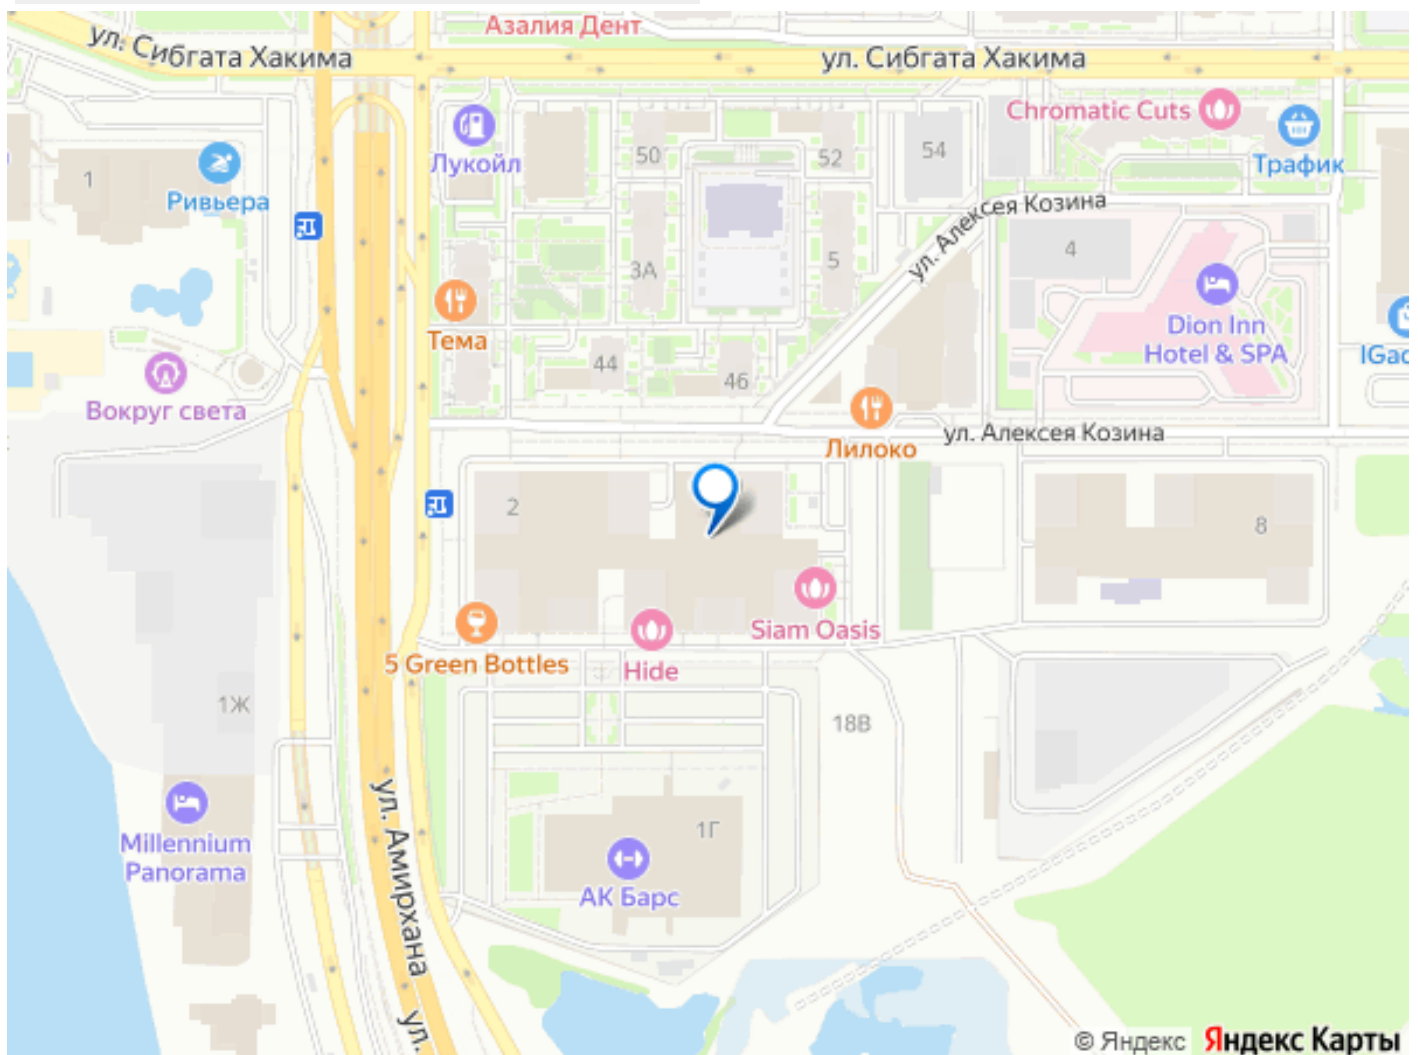 Азалия Дент
ул. Сибгата Хакима
ул. Сибгата Хакима
Chromatic Cuts
Трафик
Лукойл
50
52
54
1
Ривьера
ул. Алексея Козина
4
3А
5
Dion Inn
Hotel & SPA
Тема
IGad
44
46
Вокруг света
Лилоко
ул. Алексея Козина
2
8
Siam Oasis
5 Green Bottles
Hide
1Ж
18В
ул. Амирхана
Millennium
Panorama
1Г
АК Барс
ул.
© Яндекс Яндекс Карты